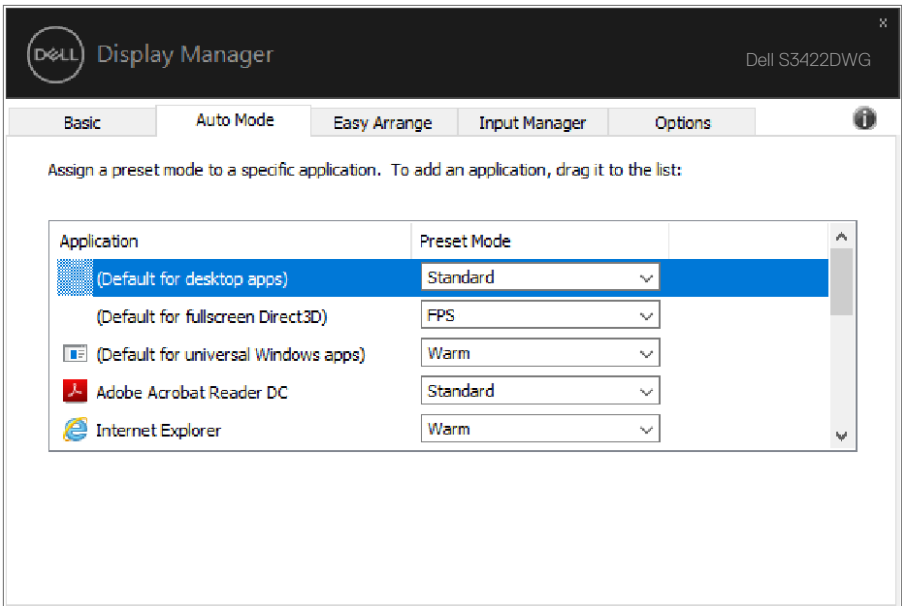 DELL Display Manager
x
Dell S3422DWG
Basic Auto Mode Easy Arrange Input Manager Options
Assign a preset mode to a specific application. To add an application, drag it to the list:
Application Preset Mode
(Default for desktop apps) Standard
(Default for fullscreen Direct3D) FPS
(Default for universal Windows apps) Warm
Adobe Acrobat Reader DC Standard
Internet Explorer Warm